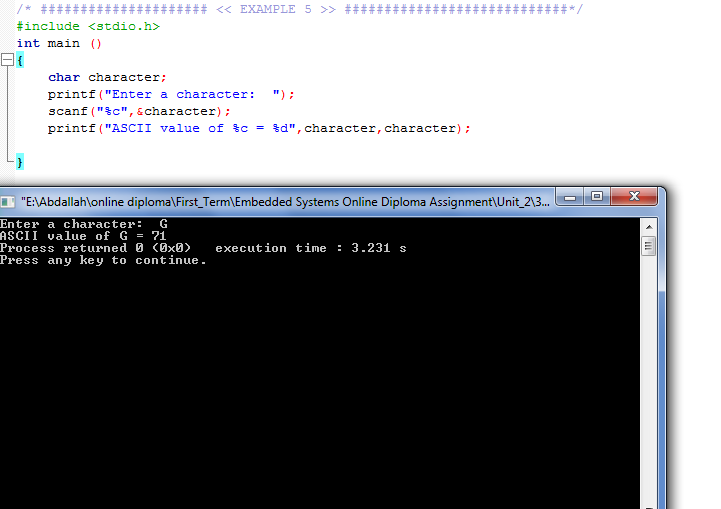 /* ##################### << EXAMPLE 5 >> ############################*/
#include <stdio.h>
int main ()
{
char character;
printf("Enter a character:  ");
scanf("%c",&character);
printf("ASCII value of %c = %d",character,character);
}
"E:\Abdallah\online diploma\First_Term\Embedded Systems Online Diploma Assignment\Unit_2\3...
Enter a character:  G
ASCII value of G = 71
Process returned 0 (0x0)   execution time : 3.231 s
Press any key to continue.